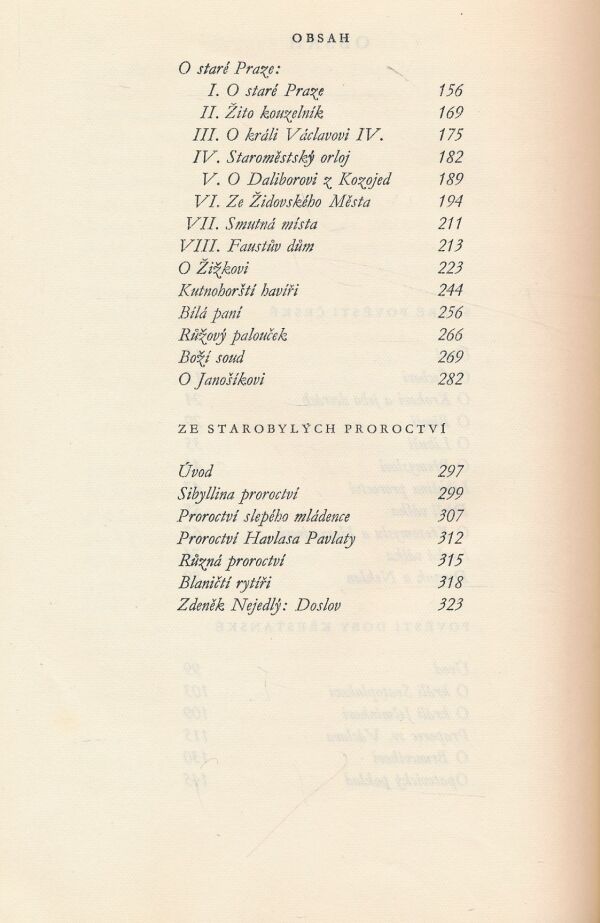 OBSAH
O staré Praze:
I. O staré Praze 156
II. Žito kouzelník 169
III. O králi Václavovi IV. 175
IV. Staroměstský orloj 182
V. O Daliborovi z Kozojed 189
VI. Ze Židovského Města 194
VII. Smutná místa 211
VIII. Faustův dům 213
O Žižkovi 223
Kutnohorští havíři 244
Bílá paní 256
Růžový palouček 266
Boží soud 269
O Janošíkovi 282
ZE STAROBYLÝCH PROROCTVÍ
Úvod 297
Sibyllina proroctví 299
Proroctví slepého mládence 307
Proroctví Havlasa Pavlaty 312
Různá proroctví 315
Blaničtí rytíři 318
Zdeněk Nejedlý: Doslov 323